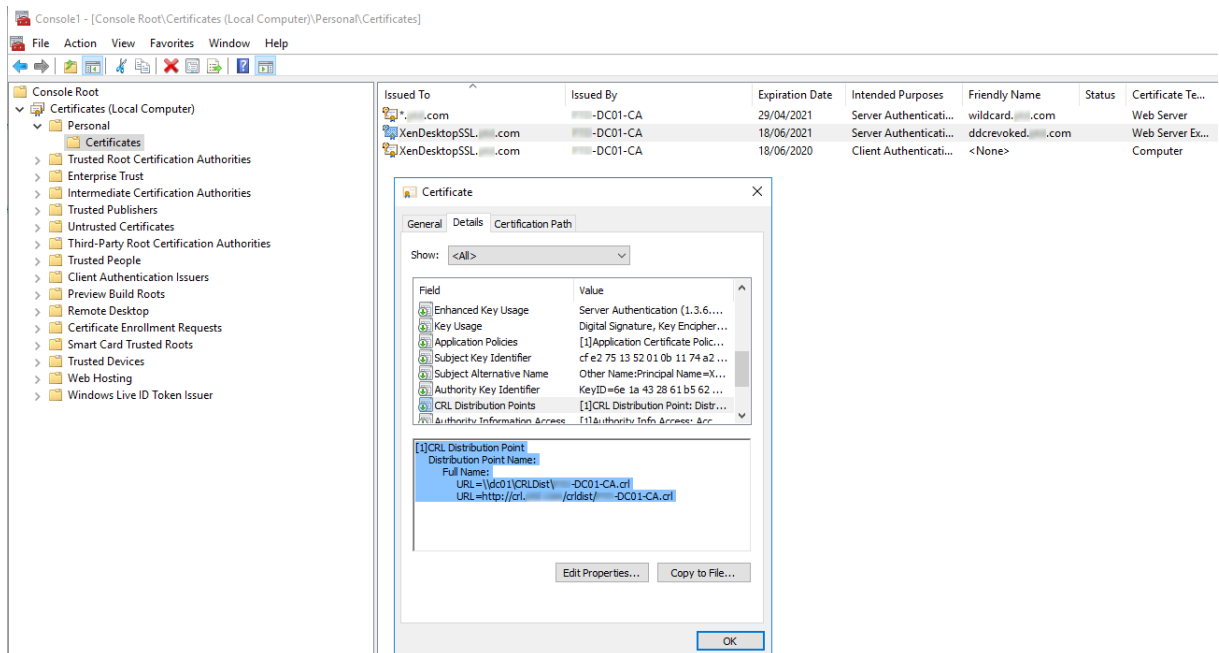 Console1 - [Console Root\Certificates (Local Computer)\Personal\Certificates]
File Action View Favorites Window Help
Console Root
Certificates (Local Computer)
Personal
Certificates
Trusted Root Certification Authorities
Enterprise Trust
Intermediate Certification Authorities
Trusted Publishers
Untrusted Certificates
Third-Party Root Certification Authorities
Trusted People
Client Authentication Issuers
Preview Build Roots
Remote Desktop
Certificate Enrollment Requests
Smart Card Trusted Roots
Trusted Devices
Web Hosting
Windows Live ID Token Issuer
Issued To Issued By Expiration Date Intended Purposes Friendly Name Status Certificate Te...
*. .com -DC01-CA 29/04/2021 Server Authenticati... wildcard. .com Web Server
XenDesktopSSL. .com -DC01-CA 18/06/2021 Server Authenticati... ddcrevoked. .com Web Server Ex...
XenDesktopSSL. .com -DC01-CA 18/06/2020 Client Authenticati... <None> Computer
Certificate
General Details Certification Path
Show: <All>
Field Value
Enhanced Key Usage Server Authentication (1.3.6....
Key Usage Digital Signature, Key Encipher...
Application Policies [1]Application Certificate Polic...
Subject Key Identifier cf e2 75 13 52 01 0b 11 74 a2 ...
Subject Alternative Name Other Name:Principal Name=X...
Authority Key Identifier KeyID=6e 1a 43 28 61 b5 62 ...
CRL Distribution Points [1]CRL Distribution Point: Distr...
Authority Information Access [1]Authority Info Access: Acc...
[1]CRL Distribution Point
Distribution Point Name:
Full Name:
URL=\\dc01\CRLDist\ -DC01-CA.crl
URL=http://crl. /crldist/ -DC01-CA.crl
Edit Properties... Copy to File...
OK